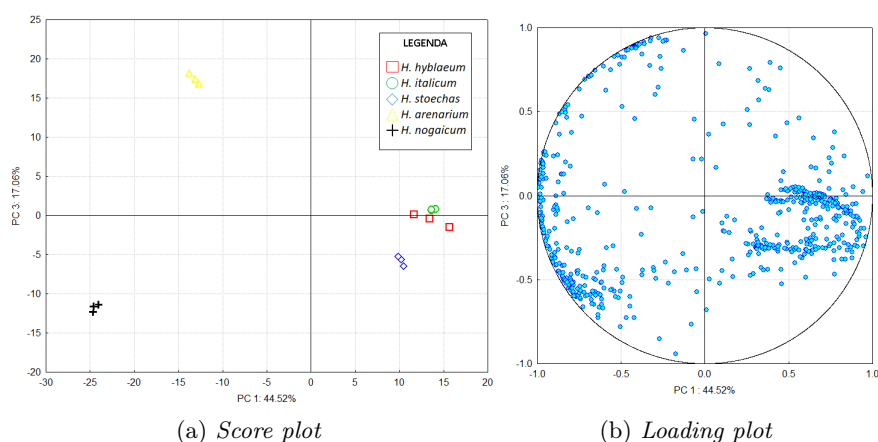 25
20
15
10
5
0
-5
-10
-15
-20
-30 -25 -20 -15 -10 -5 0 5 10 15 20
PC 3: 17.06%
PC 1: 44.52%
LEGENDA
H. hyblaeum
H. italicum
H. stoechas
H. arenarium
H. nogaicum
(a) Score plot
1.0
0.5
0.0
-0.5
-1.0
-1.0 -0.5 0.0 0.5 1.0
PC 3 : 17.06%
PC 1 : 44.52%
(b) Loading plot